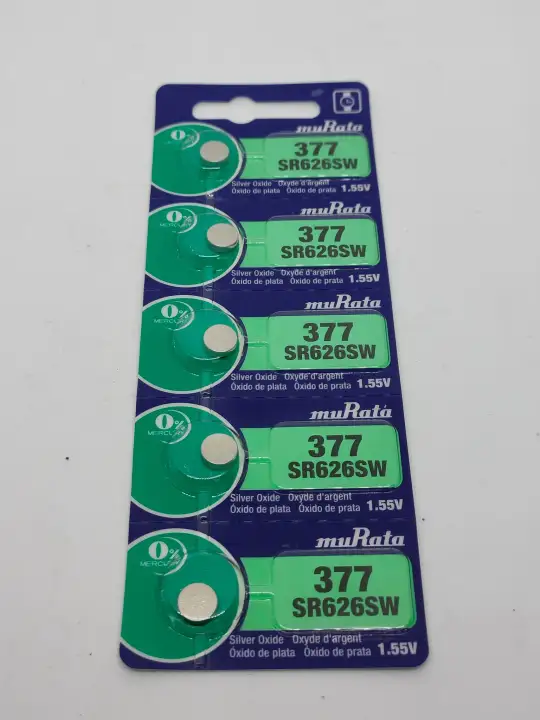 muRata
0%
377
SR626SW
Silver Oxide Oxyde d'argent
Óxido de plata Óxido de prata 1.55V
muRata
0%
MERCURY
377
SR626SW
Silver Oxide Oxyde d'argent
Óxido de plata Óxido de prata 1.55V
muRata
0%
MERCURY
377
SR626SW
Silver Oxide Oxyde d'argent
Óxido de plata Óxido de prata 1.55V
muRata
0%
MERCURY
377
SR626SW
Silver Oxide Oxyde d'argent
Óxido de plata Óxido de prata 1.55V
muRata
0%
MERCURY
377
SR626SW
Silver Oxide Oxyde d'argent
Óxido de plata Óxido de prata 1.55V